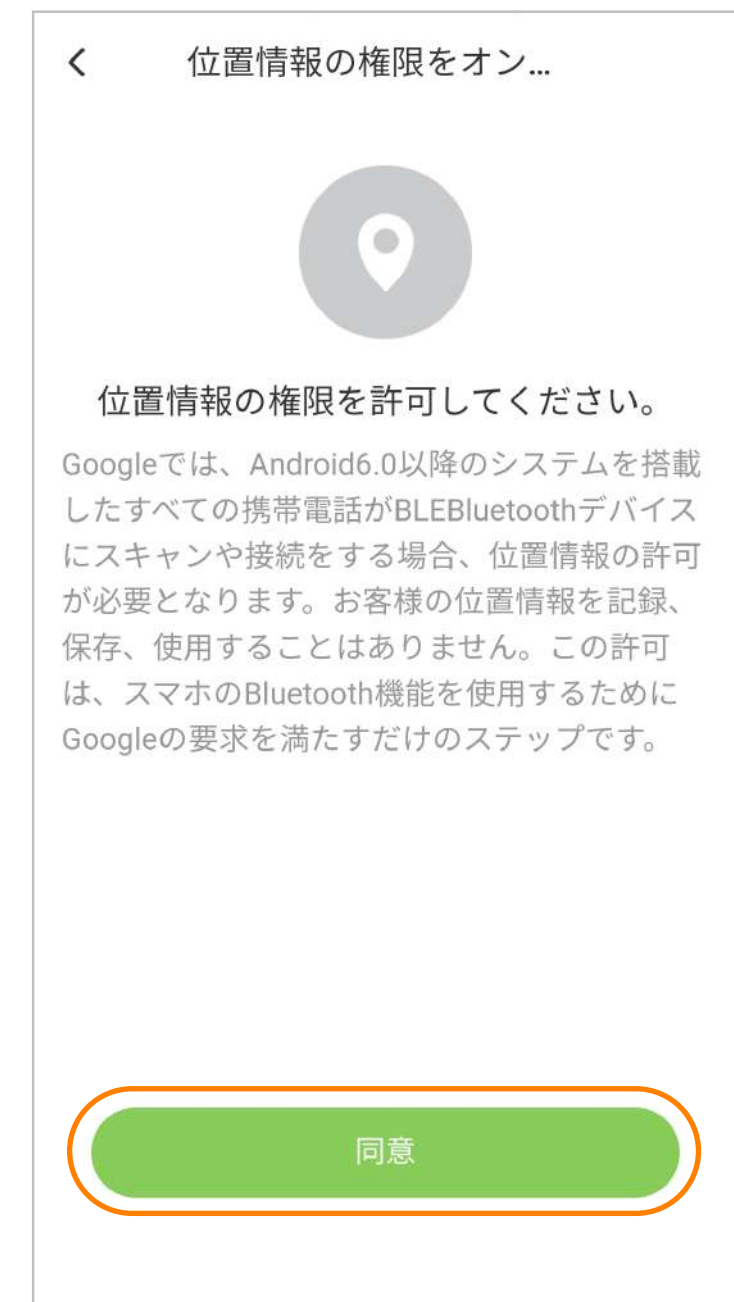 位置情報の権限をオン...
位置情報の権限を許可してください。
Googleでは、Android6.0以降のシステムを搭載
したすべての携帯電話がBLEBluetoothデバイス
にスキャンや接続をする場合、位置情報の許可
が必要となります。お客様の位置情報を記録、
保存、使用することはありません。この許可
は、スマホのBluetooth機能を使用するために
Googleの要求を満たすだけのステップです。
同意